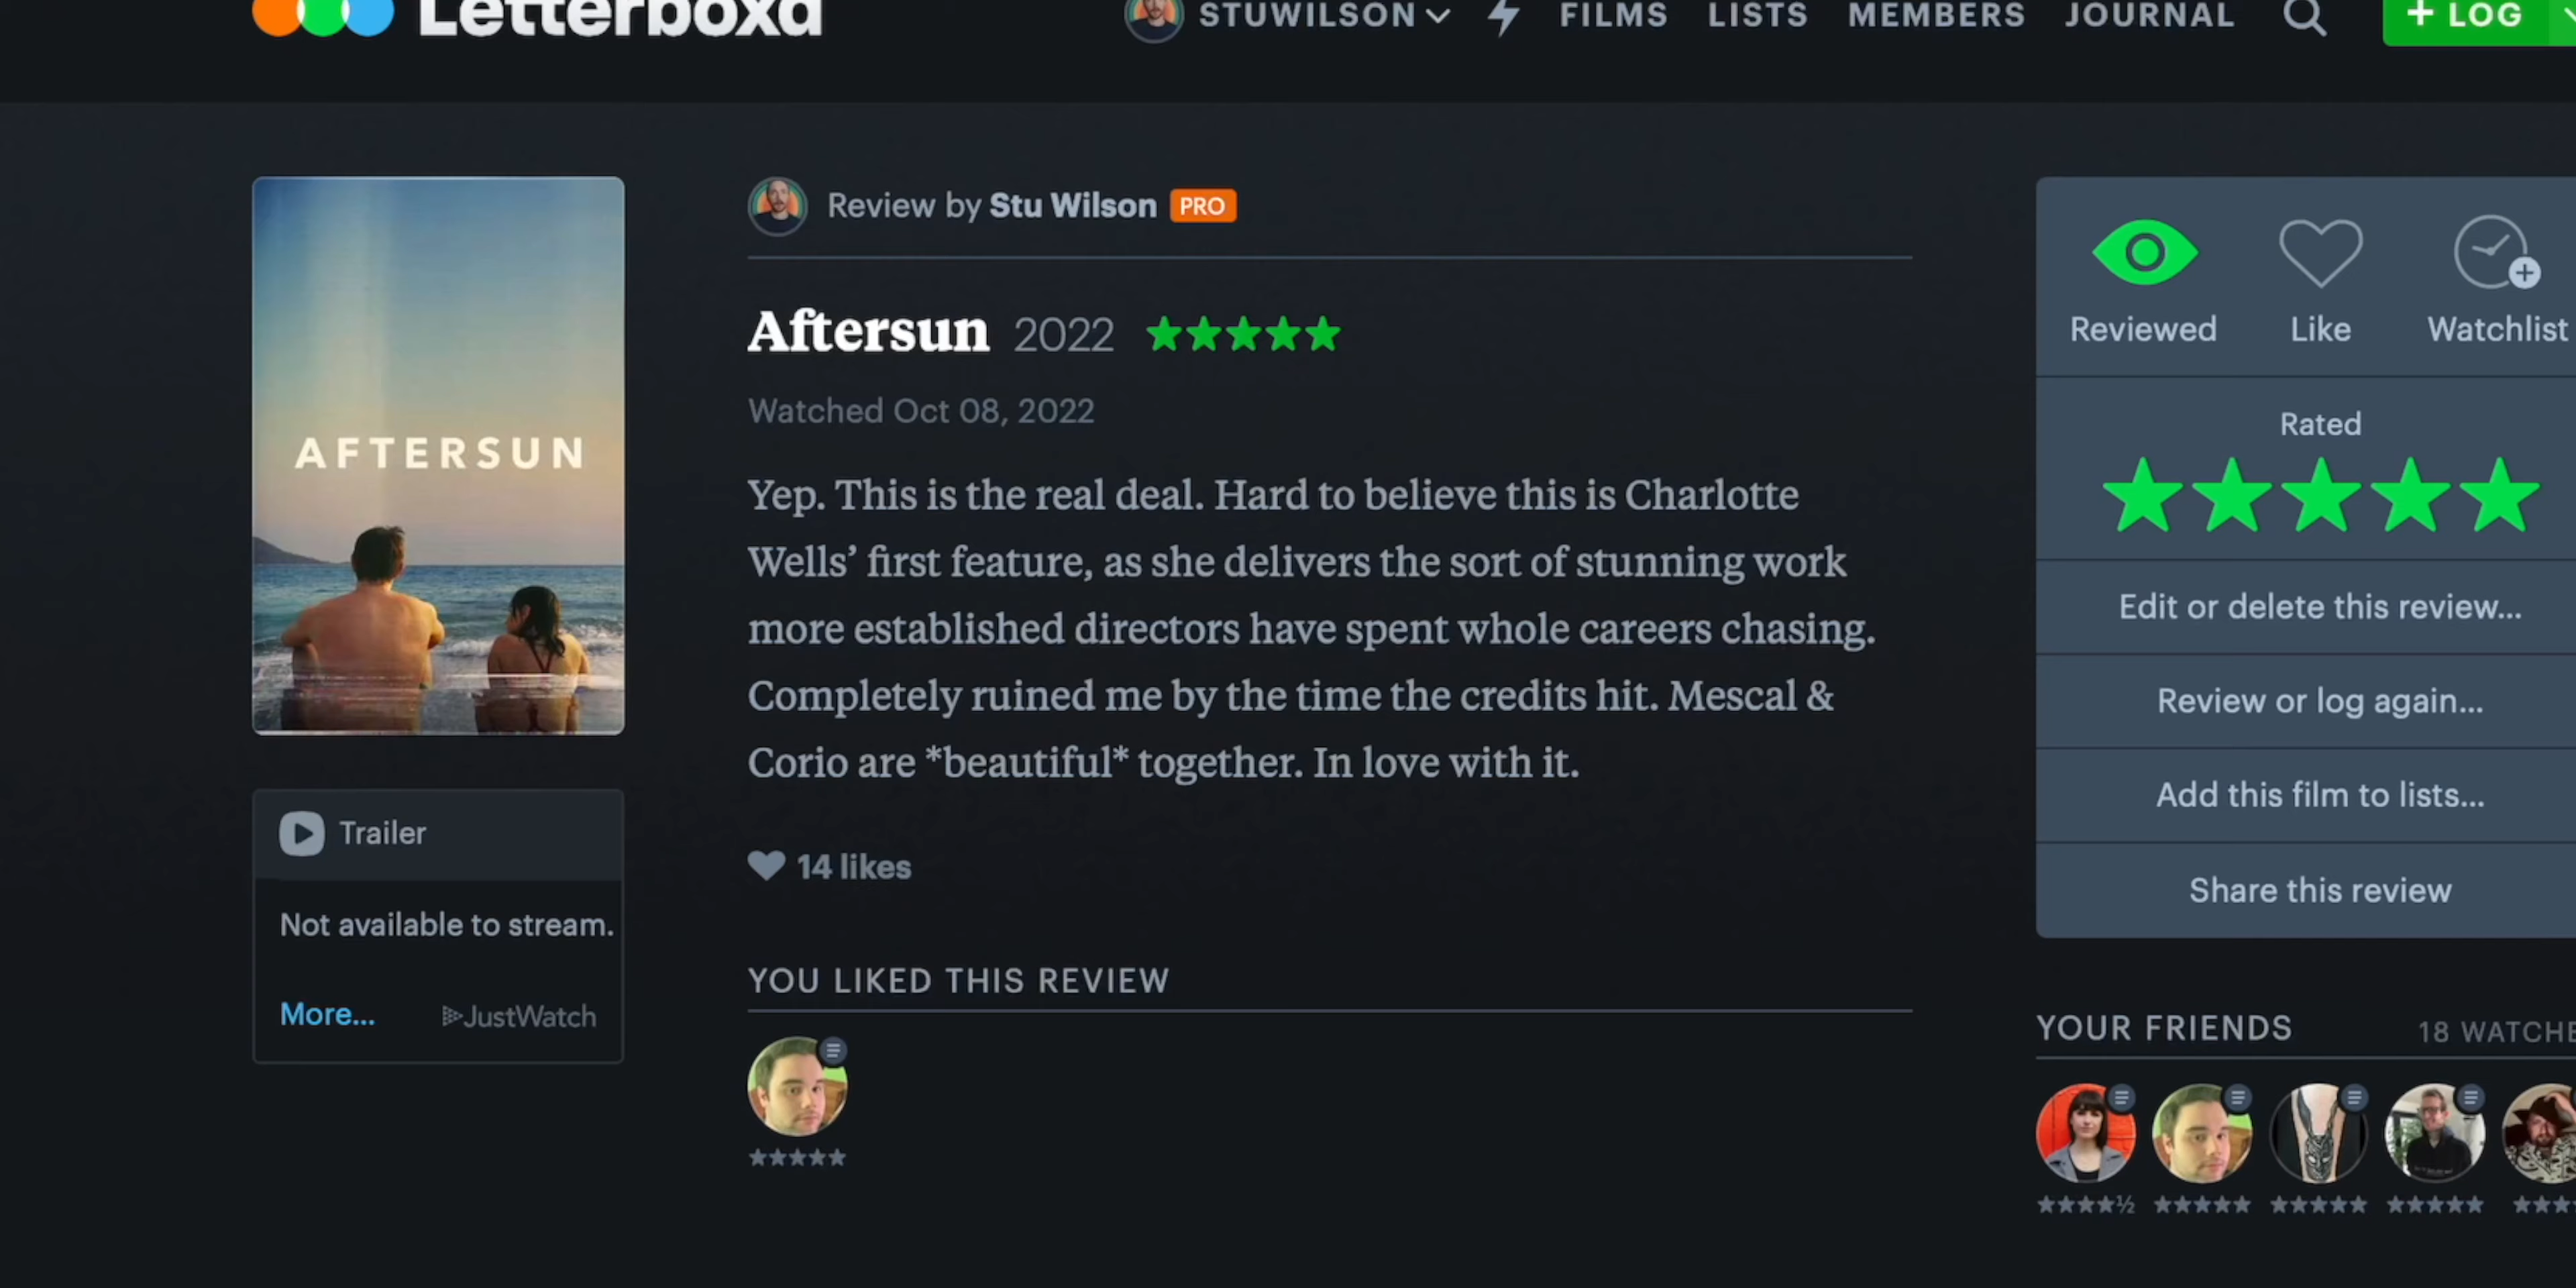 Letterboxd
STUWILSON FILMS LISTS MEMBERS JOURNAL + LOG
AFTERSUN
Trailer
Not available to stream.
More... JustWatch
Review by Stu Wilson PRO
Aftersun 2022 ★★★★★
Watched Oct 08, 2022
Yep. This is the real deal. Hard to believe this is Charlotte
Wells’ first feature, as she delivers the sort of stunning work
more established directors have spent whole careers chasing.
Completely ruined me by the time the credits hit. Mescal &
Corio are *beautiful* together. In love with it.
14 likes
YOU LIKED THIS REVIEW
★★★★★
Reviewed Like Watchlist
Rated
★★★★★
Edit or delete this review...
Review or log again...
Add this film to lists...
Share this review
YOUR FRIENDS 18 WATCHE
★★★★½ ★★★★★ ★★★★★ ★★★★★ ★★★